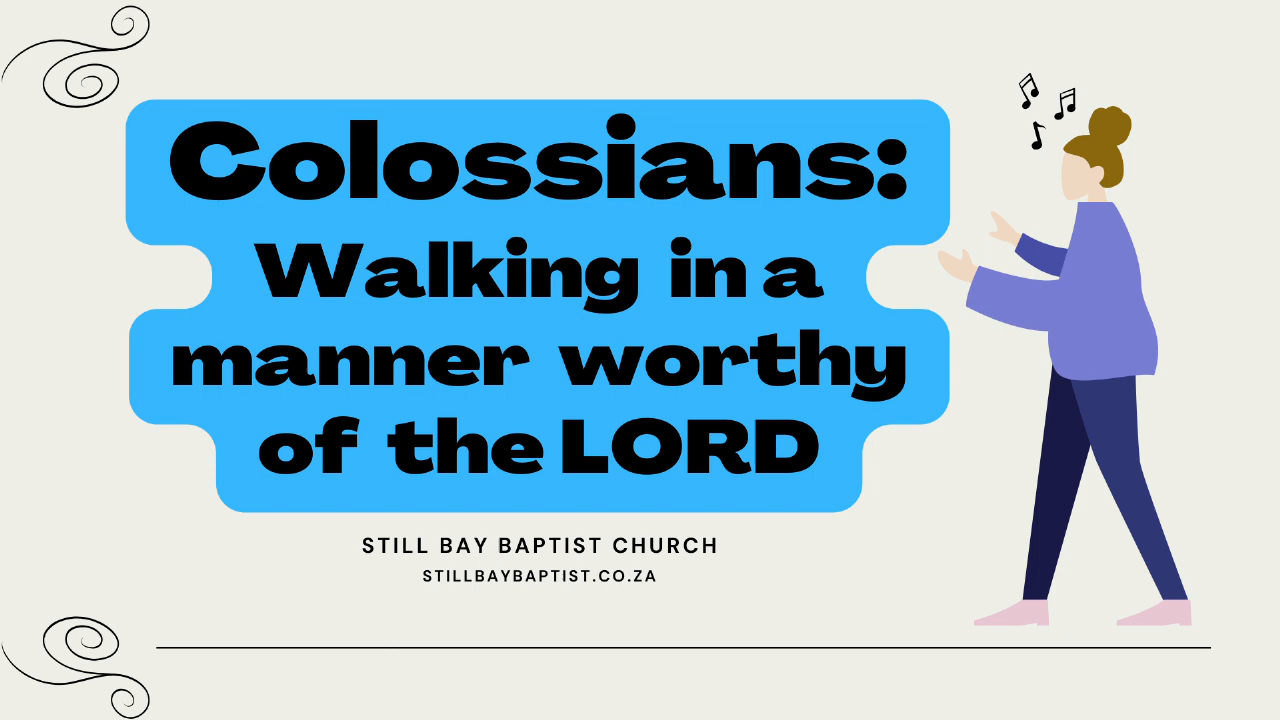 Colossians:
Walking in a
manner worthy
of the LORD
STILL BAY BAPTIST CHURCH
STILLBAYBAPTIST.CO.ZA